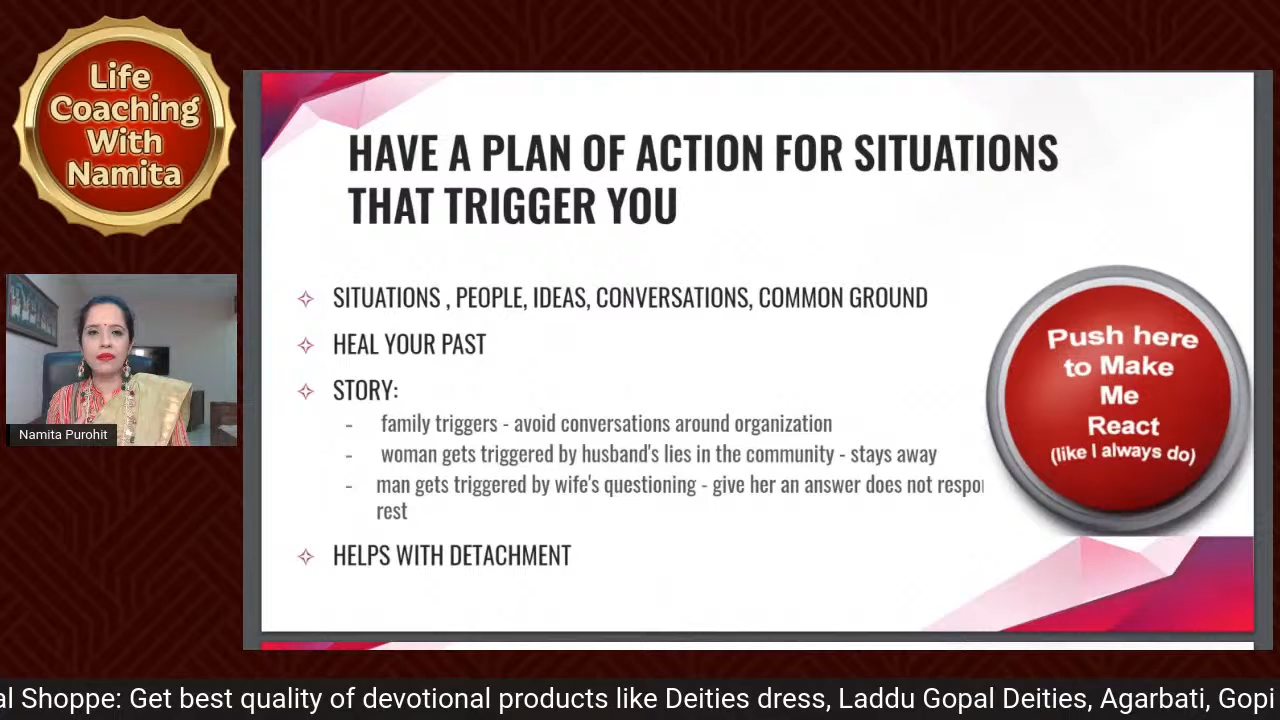 Life
Coaching
With
Namita
Namita Purohit
HAVE A PLAN OF ACTION FOR SITUATIONS
THAT TRIGGER YOU
SITUATIONS , PEOPLE, IDEAS, CONVERSATIONS, COMMON GROUND
HEAL YOUR PAST
STORY:
- family triggers - avoid conversations around organization
- woman gets triggered by husband's lies in the community - stays away
- man gets triggered by wife's questioning - give her an answer does not
rest
HELPS WITH DETACHMENT
Push here
to Make
Me
React
(like I always do)
Shoppe: Get best quality of devotional products like Deities dress, Laddu Gopal Deities, Agarbati, Gopi